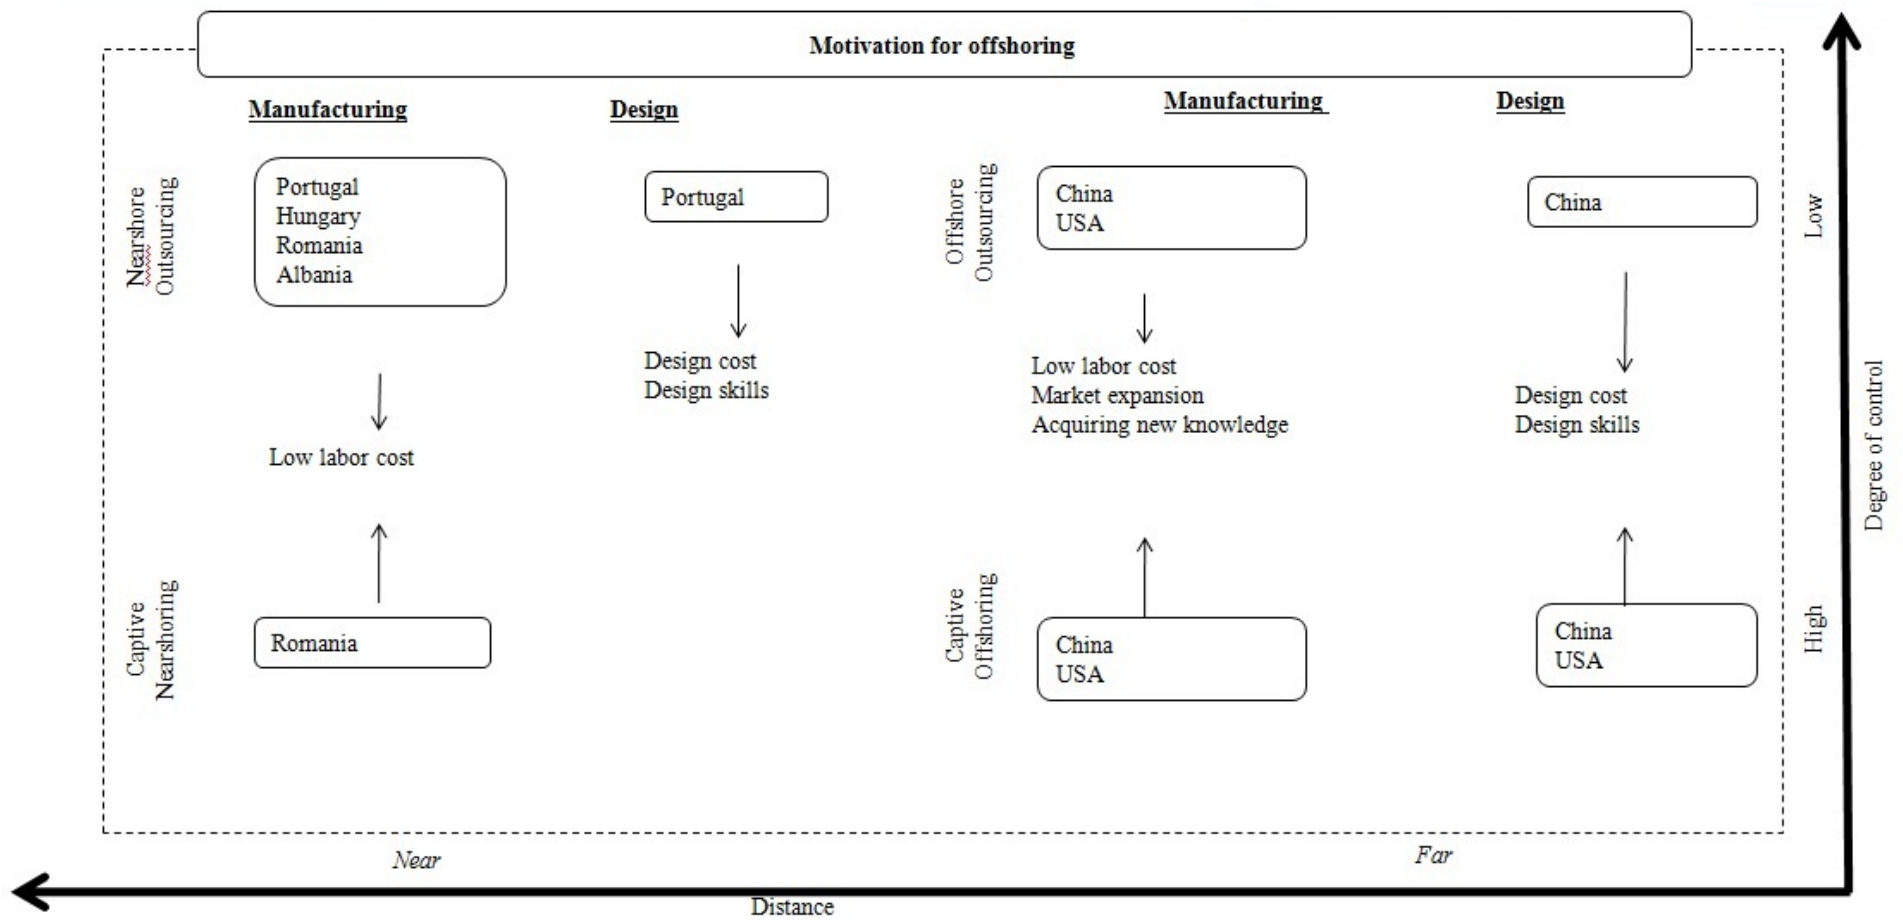 Motivation for offshoring
Manufacturing
Design
Manufacturing
Design
Nearshore
Outsourcing
Portugal
Hungary
Romania
Albania
Portugal
Offshore
Outsourcing
China
USA
China
Low
Low labor cost
Design cost
Design skills
Low labor cost
Market expansion
Acquiring new knowledge
Design cost
Design skills
Degree of control
Captive
Nearshoring
Romania
Captive
Offshoring
China
USA
China
USA
High
Near
Far
Distance